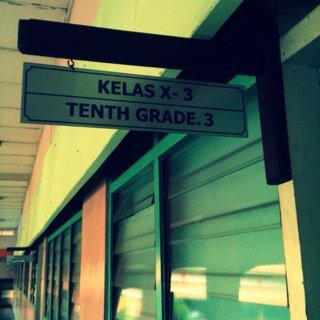 KELAS X- 3
TENTH GRADE. 3